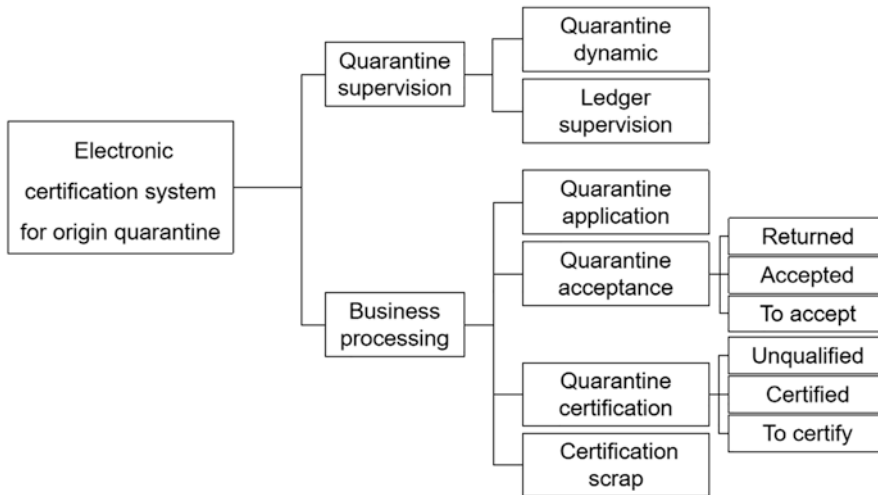 Electronic
certification system
for origin quarantine
Quarantine
supervision
Quarantine
dynamic
Ledger
supervision
Business
processing
Quarantine
application
Quarantine
acceptance
Returned
Accepted
To accept
Quarantine
certification
Unqualified
Certified
To certify
Certification
scrap